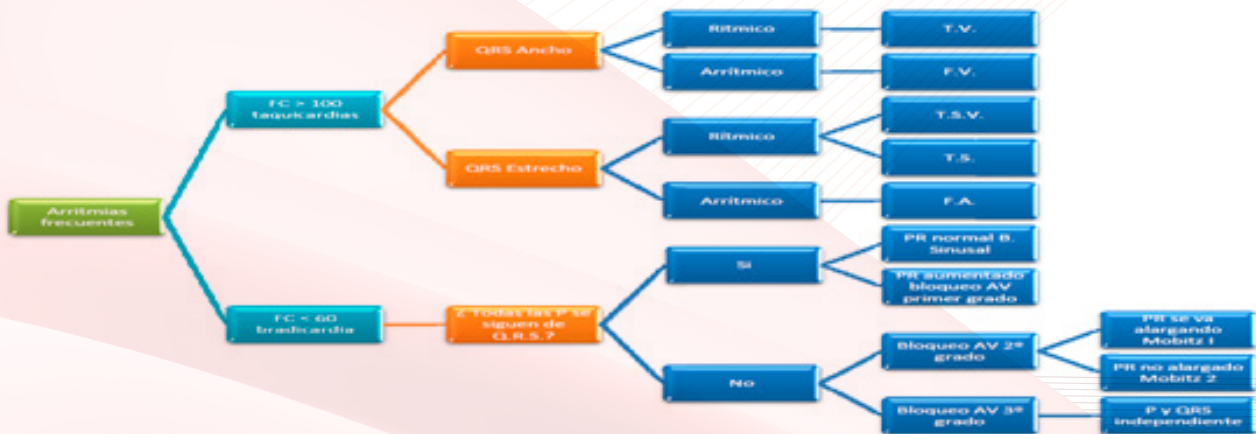 Arritmias
frecuentes
FC > 100
taquicardias
QRS Ancho
Rítmico
T.V.
Arrítmico
F.V.
QRS Estrecho
Rítmico
T.S.V.
T.S.
Arrítmico
F.A.
FC < 60
bradicardia
¿ Todas las P se
siguen de
Q.R.S.?
Si
PR normal B.
Sinusal
PR aumentado
bloqueo AV
primer grado
No
Bloqueo AV 2º
grado
PR se va
alargando
Mobitz I
PR no alargado
Mobitz 2
Bloqueo AV 3º
grado
P y QRS
independiente